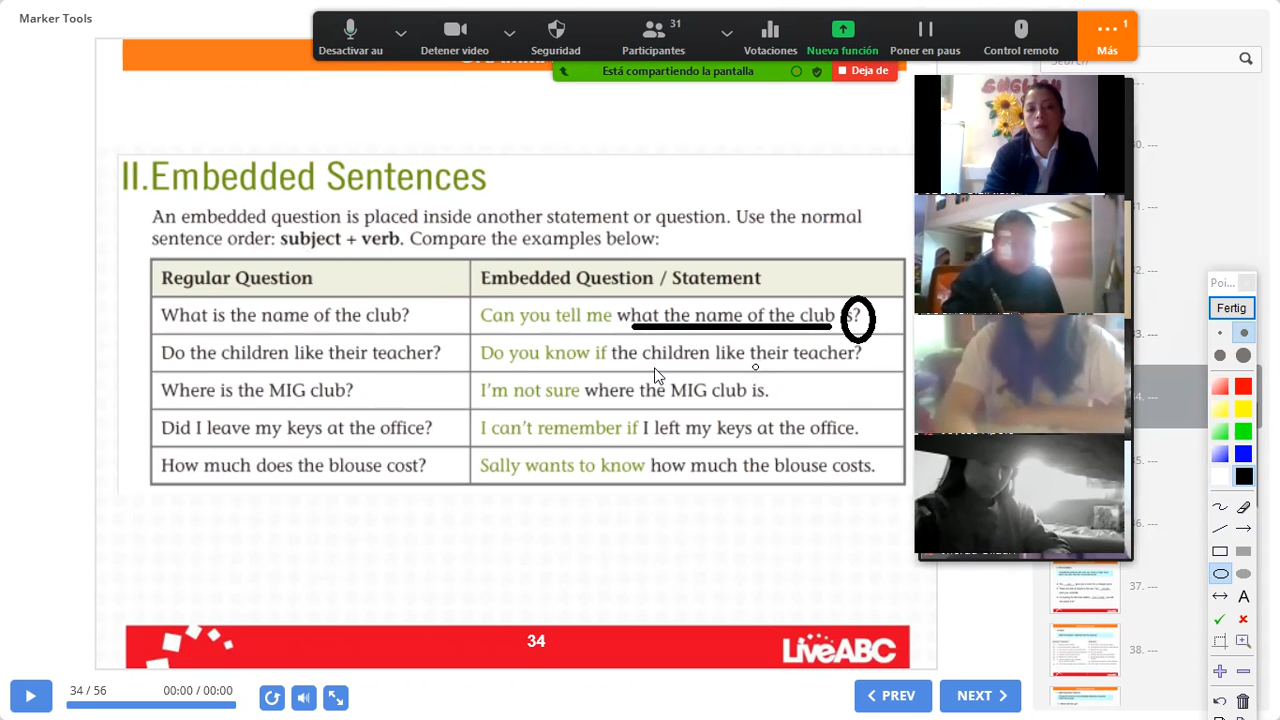 Marker Tools
31
1
Desactivar au
Detener video
Seguridad
Participantes
Votaciones
Nueva función
Poner en paus
Control remoto
Más
Está compartiendo la pantalla
Deja de
ENGLISH
II.Embedded Sentences
An embedded question is placed inside another statement or question. Use the normal
sentence order: subject + verb. Compare the examples below:
Regular Question
Embedded Question / Statement
What is the name of the club?
Can you tell me what the name of the club is?
Do the children like their teacher?
Do you know if the children like their teacher?
Where is the MIG club?
I'm not sure where the MIG club is.
Did I leave my keys at the office?
I can't remember if I left my keys at the office.
How much does the blouse cost?
Sally wants to know how much the blouse costs.
34
ABC
Fertig
37. ---
38. ---
34 / 56
00:00 / 00:00
PREV
NEXT